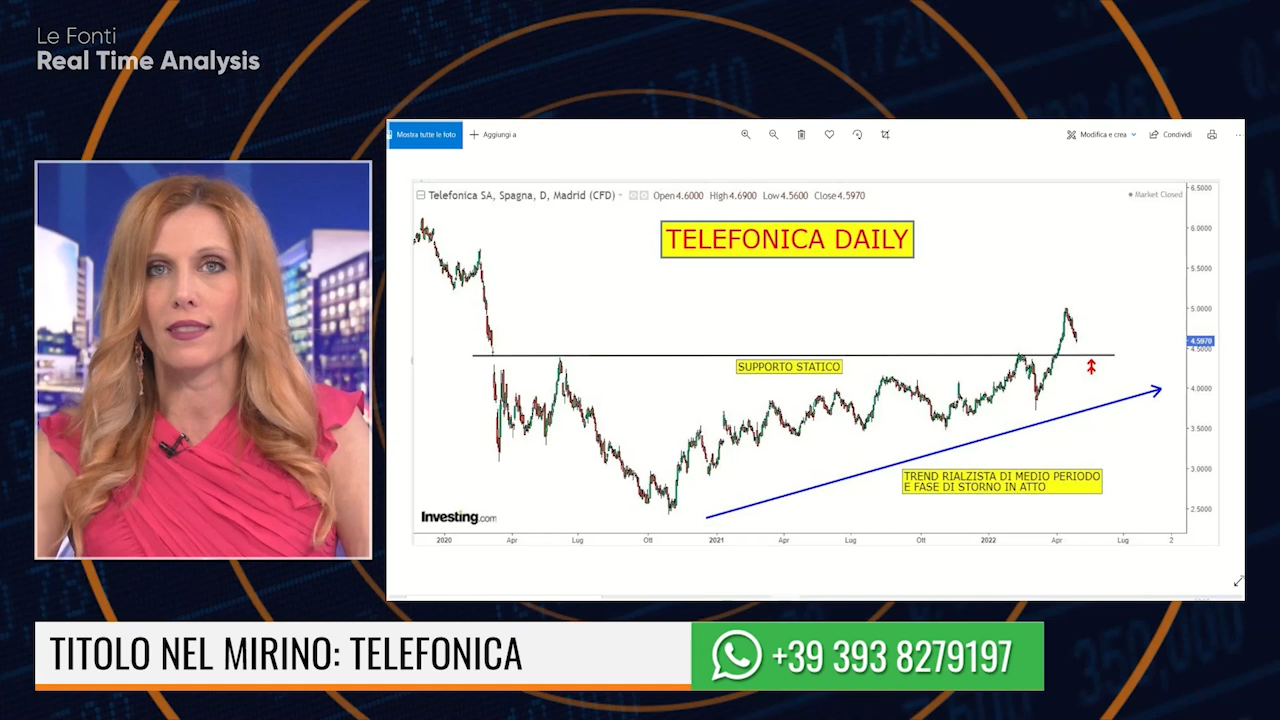 Le Fonti
Real Time Analysis
Mostra tutte le foto
Aggiungi a
Modifica e crea
Condividi
Telefonica SA, Spagna, D, Madrid (CFD)
Open 4.6000 High 4.6900 Low 4.5600 Close 4.5970
Market Closed
TELEFONICA DAILY
6.5000
6.0000
5.5000
5.0000
4.5970
4.5000
4.0000
3.5000
3.0000
2.5000
SUPPORTO STATICO
TREND RIALZISTA DI MEDIO PERIODO
E FASE DI STORNO IN ATTO
Investing.com
2020 Apr Lug Ott 2021 Apr Lug Ott 2022 Apr Lug 2
TITOLO NEL MIRINO: TELEFONICA
+39 393 8279197